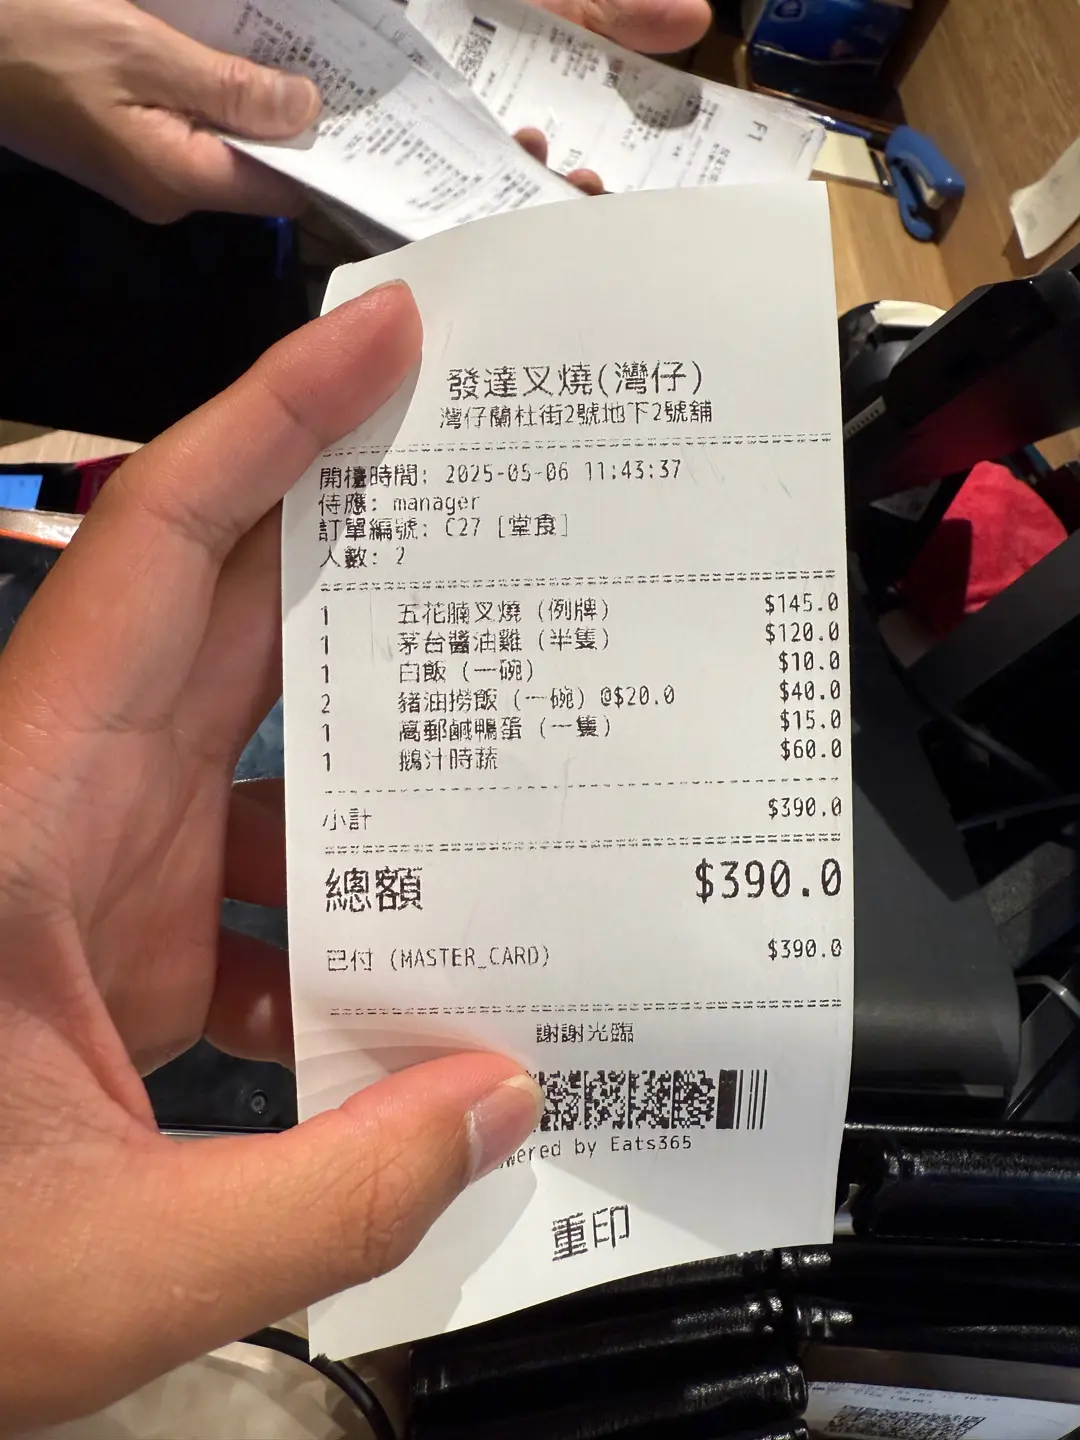 F1
發達叉燒(灣仔)
灣仔蘭杜街2號地下2號舖
開檯時間: 2025-05-06 11:43:37
侍應: manager
訂單編號: C27 [堂食]
人數: 2
1 五花腩叉燒 (例牌) $145.0
1 茅台醬油雞 (半隻) $120.0
1 白飯 (一碗) $10.0
2 豬油撈飯 (一碗) @$20.0 $40.0
1 高郵鹹鴨蛋 (一隻) $15.0
1 鵝汁時蔬 $60.0
小計 $390.0
總額 $390.0
已付 (MASTER_CARD) $390.0
謝謝光臨
wered by Eats365
重印